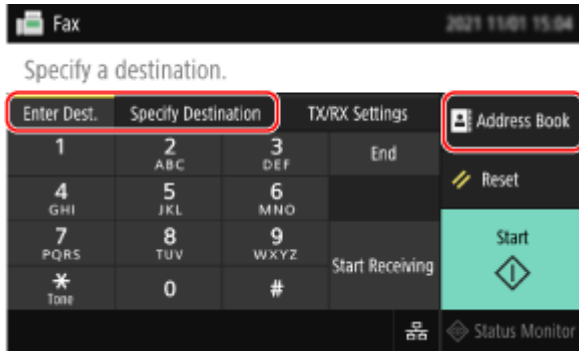 Fax 2021 11/01 15:04
Specify a destination.
Enter Dest. Specify Destination TX/RX Settings
Address Book
1 2 3 End
ABC DEF
Reset
4 5 6
GHI JKL MNO
7 8 9
PQRS TUV WXYZ
Start Receiving
Start
* 0 #
Tone
Status Monitor